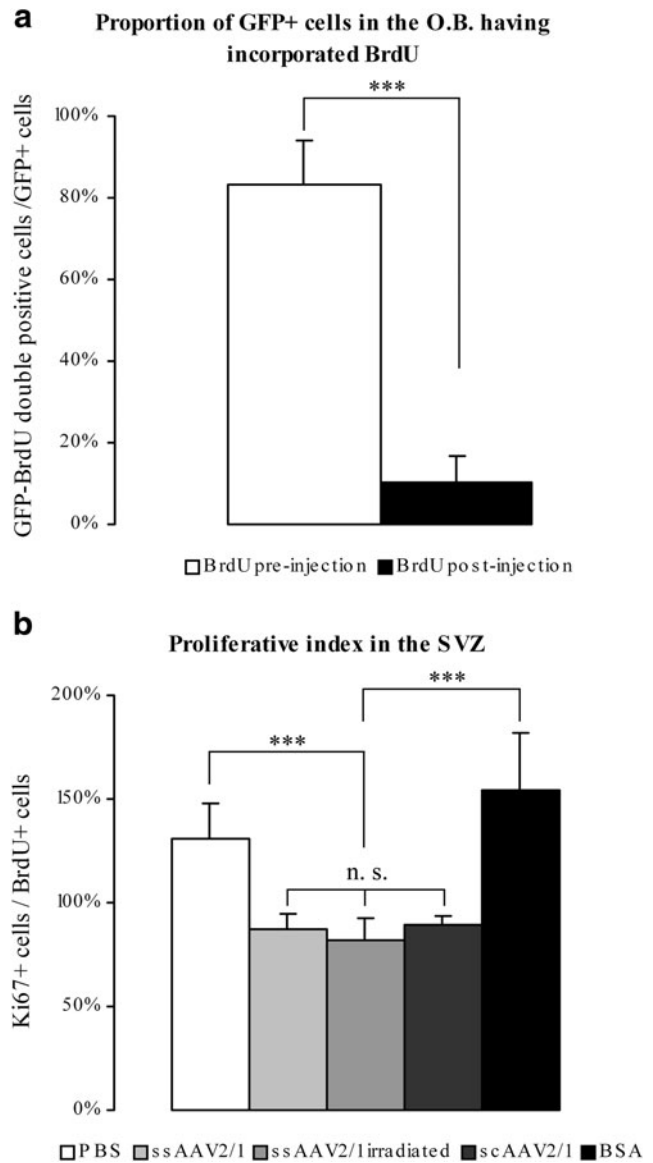 a
Proportion of GFP+ cells in the O.B. having
incorporated BrdU
***
GFP-BrdU double positive cells /GFP+ cells
100%
80%
60%
40%
20%
0%
BrdU pre-injection BrdU post-injection
b
Proliferative index in the SVZ
Ki67+ cells / BrdU+ cells
200%
150%
100%
50%
0%
***
***
n. s.
PBS ssAAV2/1 ssAAV2/1irradiated scAAV2/1 BSA